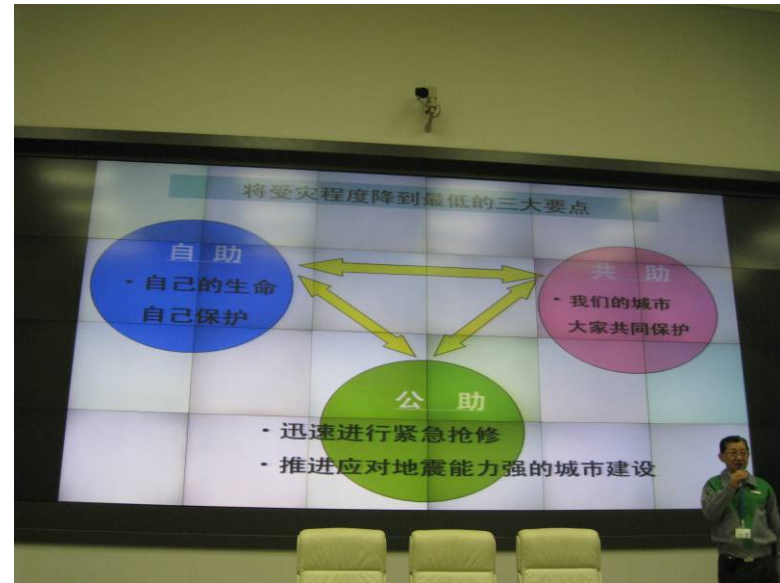 将受灾程度降到最低的三大要点
自助
・自己的生命
自己保护
共助
・我们的城市
大家共同保护
公助
・迅速进行紧急抢修
・推进应对地震能力强的城市建设